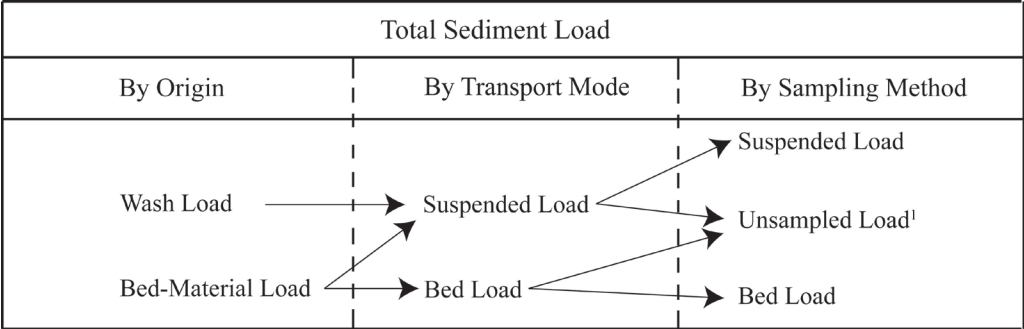 Total Sediment Load
By Origin
By Transport Mode
By Sampling Method
Suspended Load
Wash Load
Suspended Load
Unsampled Load¹
Bed-Material Load
Bed Load
Bed Load